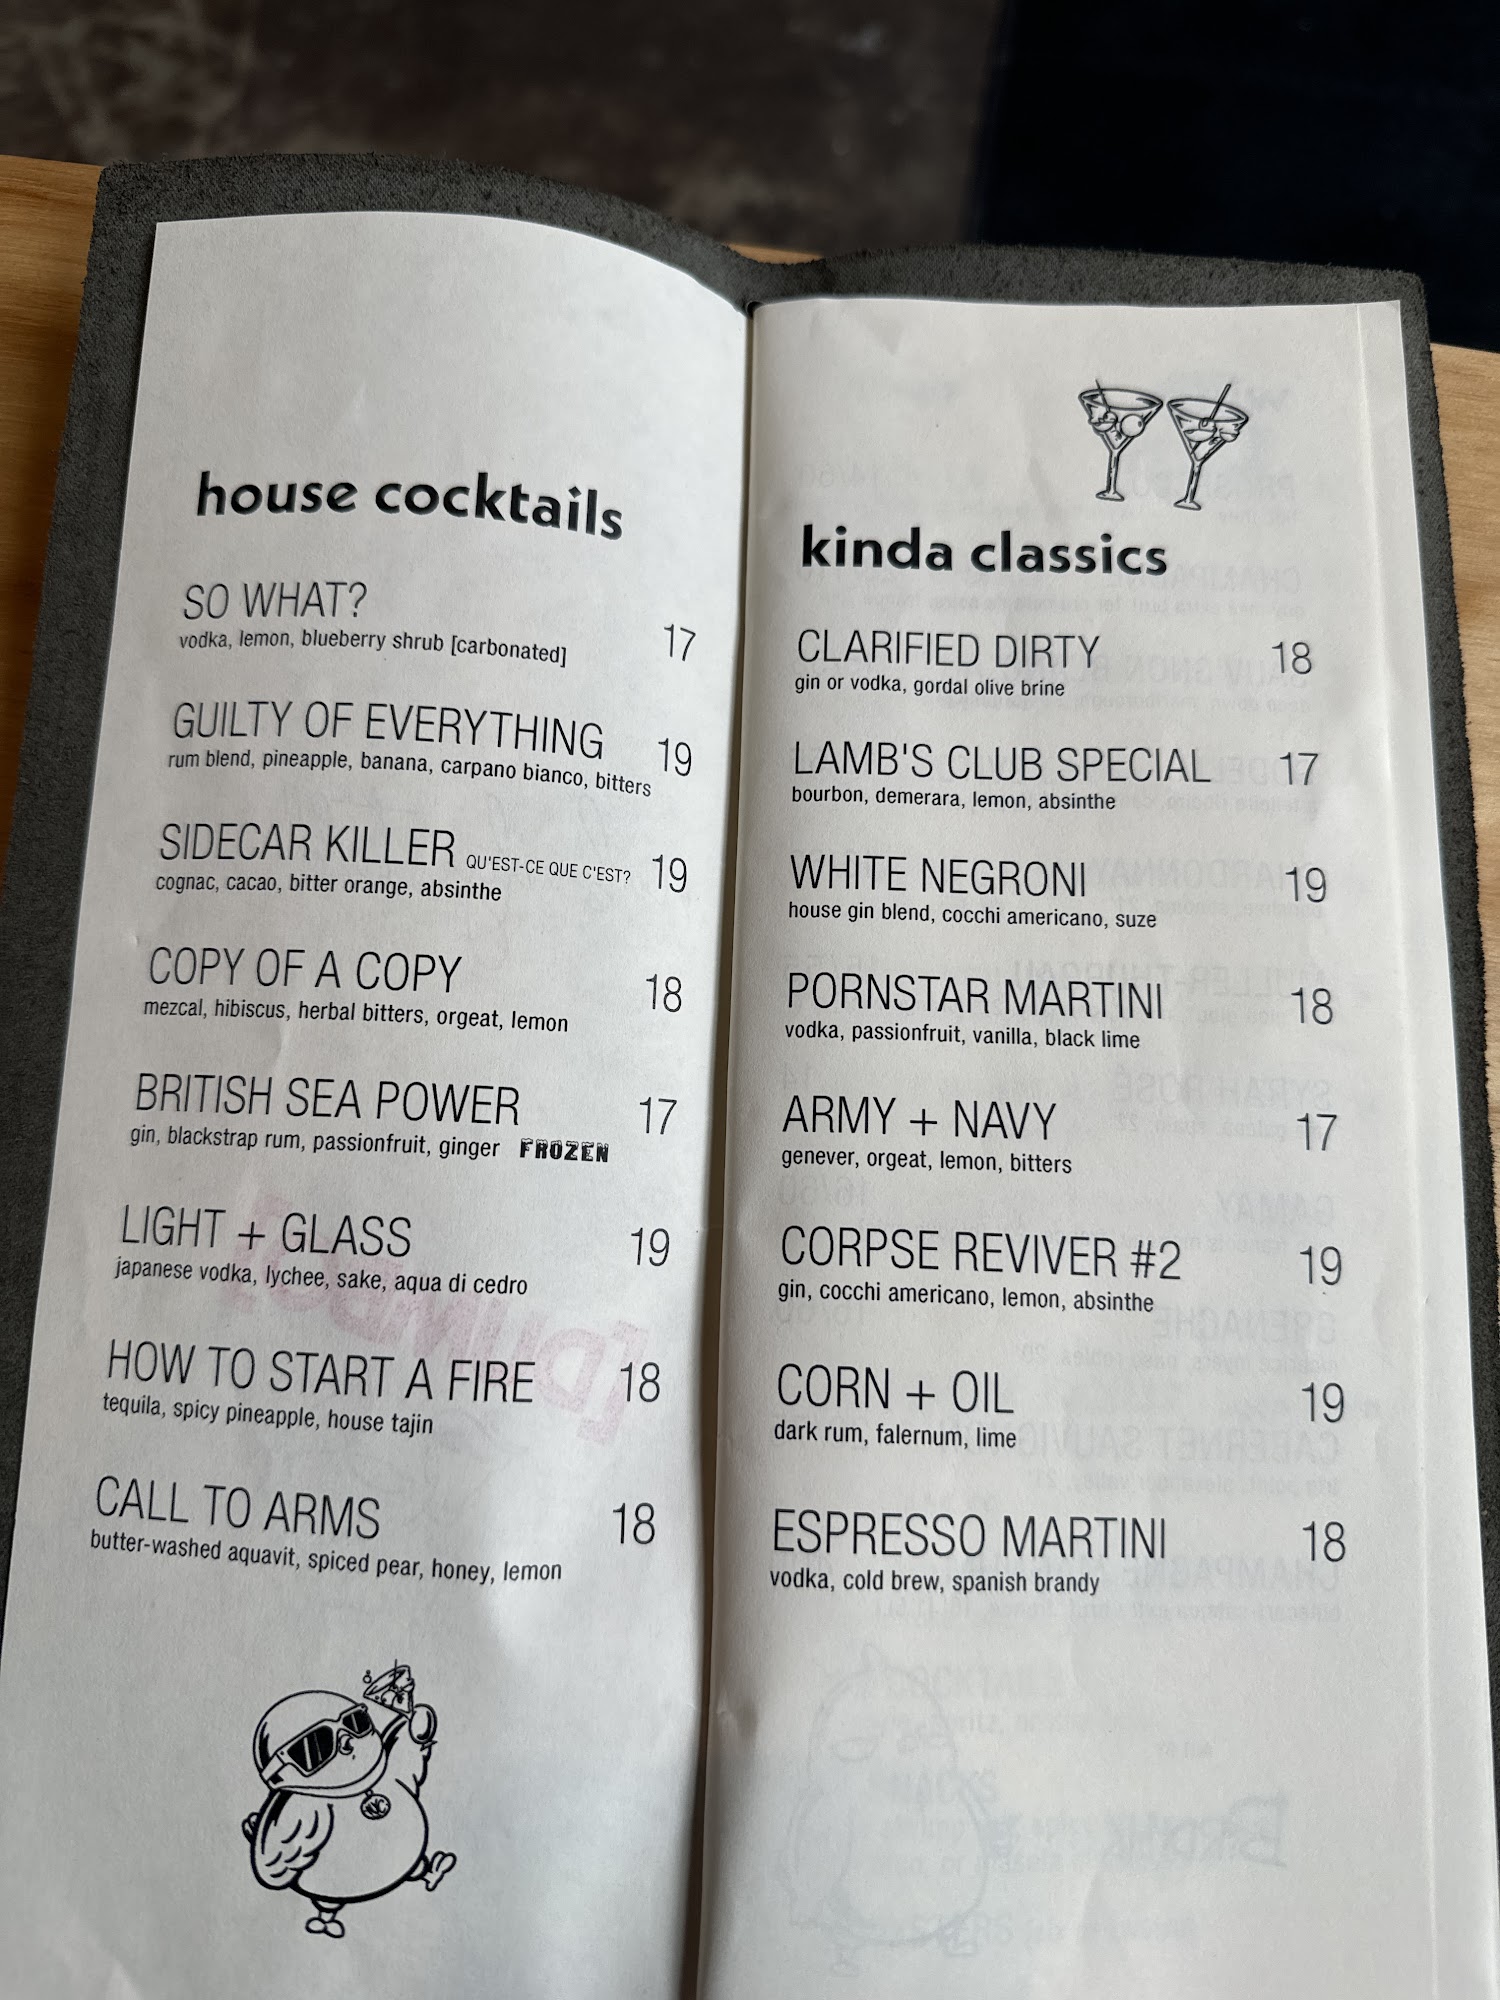 house cocktails
SO WHAT? 17
vodka, lemon, blueberry shrub [carbonated]
GUILTY OF EVERYTHING 19
rum blend, pineapple, banana, carpano bianco, bitters
SIDECAR KILLER QU'EST-CE QUE C'EST? 19
cognac, cacao, bitter orange, absinthe
COPY OF A COPY 18
mezcal, hibiscus, herbal bitters, orgeat, lemon
BRITISH SEA POWER 17
gin, blackstrap rum, passionfruit, ginger FROZEN
LIGHT + GLASS 19
japanese vodka, lychee, sake, aqua di cedro
HOW TO START A FIRE 18
tequila, spicy pineapple, house tajin
CALL TO ARMS 18
butter-washed aquavit, spiced pear, honey, lemon
NYC
kinda classics
CLARIFIED DIRTY 18
gin or vodka, gordal olive brine
LAMB'S CLUB SPECIAL 17
bourbon, demerara, lemon, absinthe
WHITE NEGRONI 19
house gin blend, cocchi americano, suze
PORNSTAR MARTINI 18
vodka, passionfruit, vanilla, black lime
ARMY + NAVY 17
genever, orgeat, lemon, bitters
CORPSE REVIVER #2 19
gin, cocchi americano, lemon, absinthe
CORN + OIL 19
dark rum, falernum, lime
ESPRESSO MARTINI 18
vodka, cold brew, spanish brandy